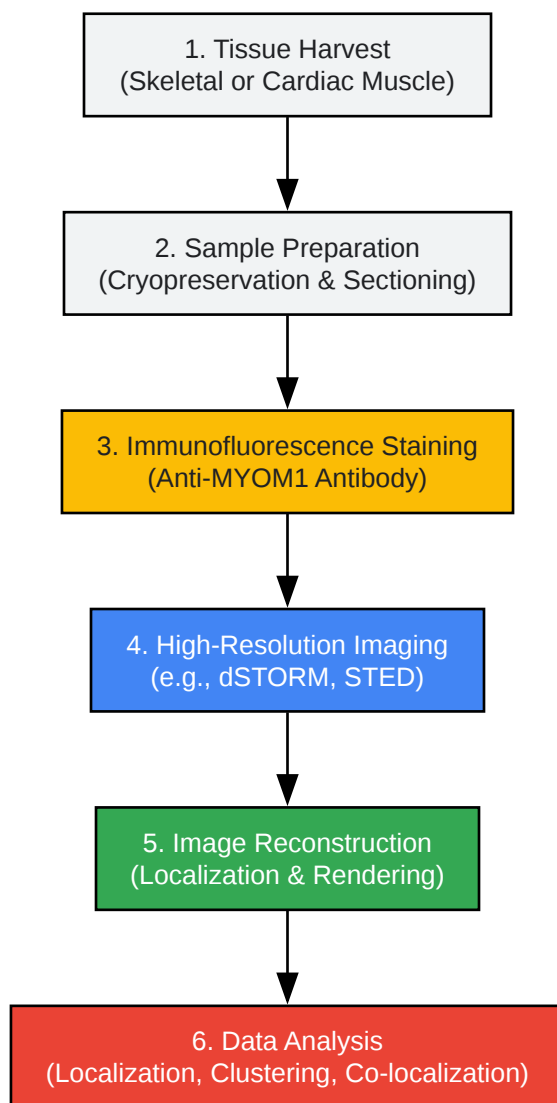 1. Tissue Harvest
(Skeletal or Cardiac Muscle)
2. Sample Preparation
(Cryopreservation & Sectioning)
3. Immunofluorescence Staining
(Anti-MYOM1 Antibody)
4. High-Resolution Imaging
(e.g., dSTORM, STED)
5. Image Reconstruction
(Localization & Rendering)
6. Data Analysis
(Localization, Clustering, Co-localization)